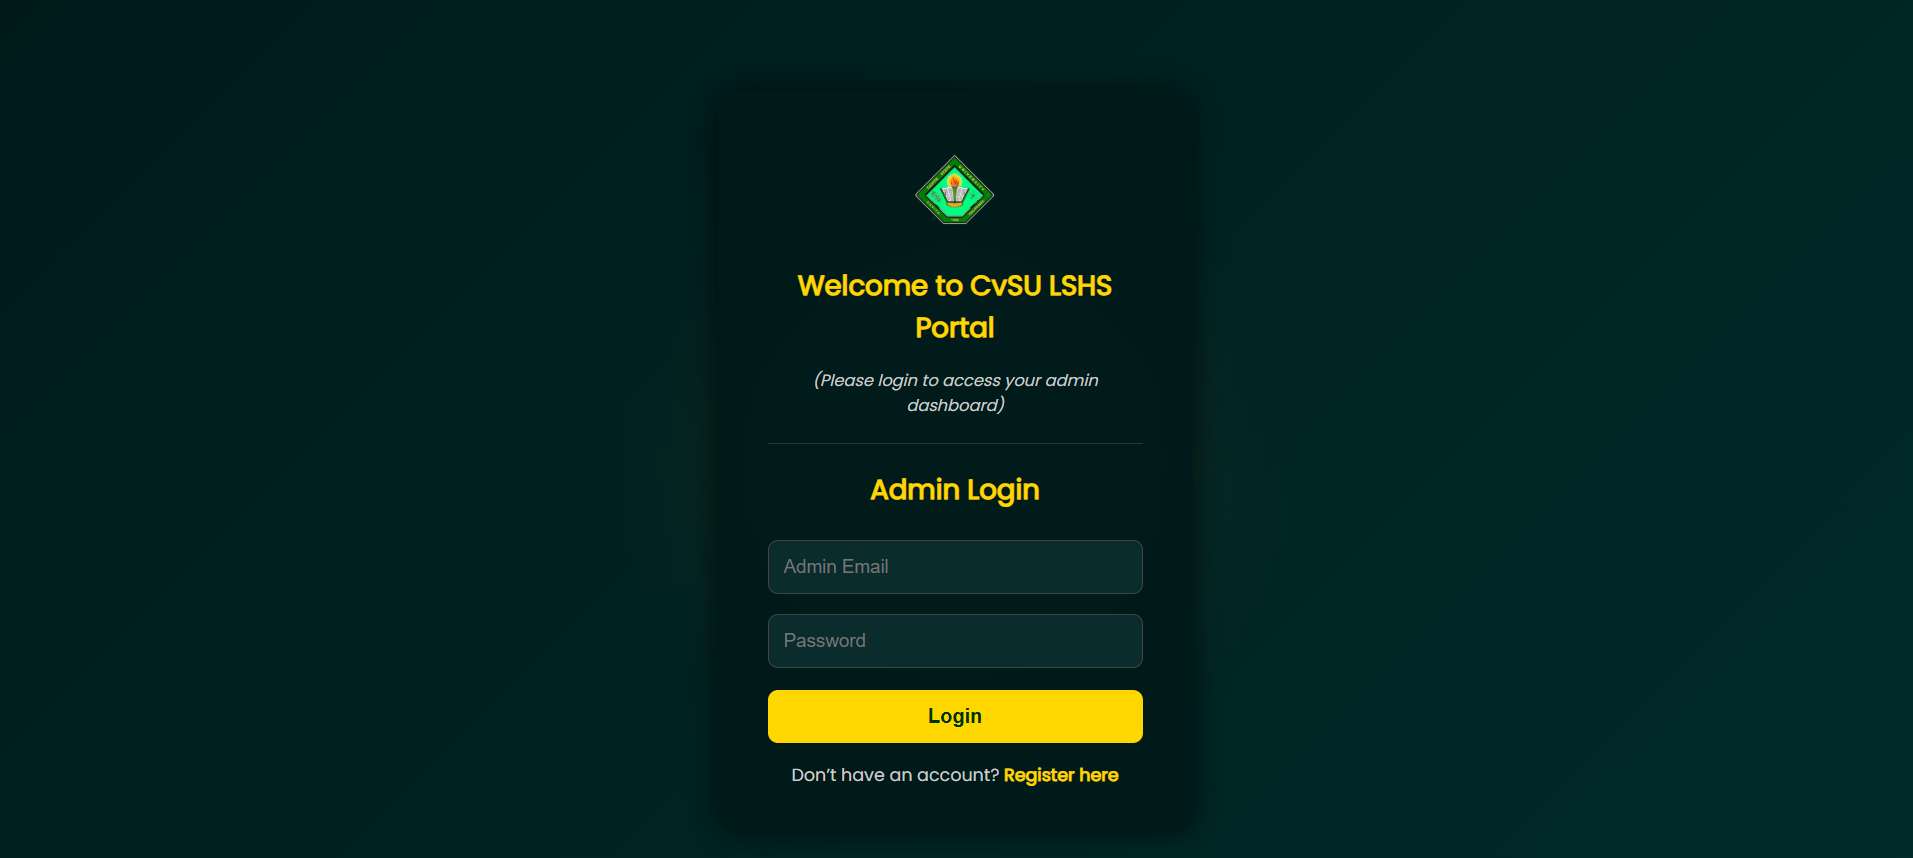 Welcome to CvSU LSHS
Portal
(Please login to access your admin
dashboard)
Admin Login
Admin Email
Password
Login
Don’t have an account? Register here